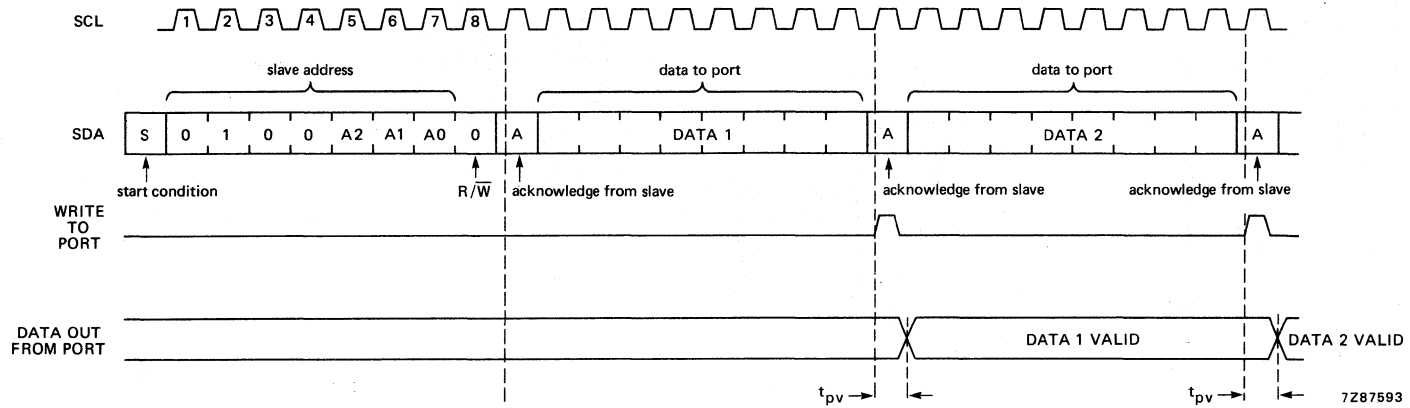 SCL 1 2 3 4 5 6 7 8
slave address data to port data to port
SDA S 0 1 0 0 A2 A1 A0 0 A DATA 1 A DATA 2 A
start condition R/W̅ acknowledge from slave acknowledge from slave acknowledge from slave
WRITE
TO
PORT
DATA OUT
FROM PORT
DATA 1 VALID DATA 2 VALID
tpv tpv 7Z87593